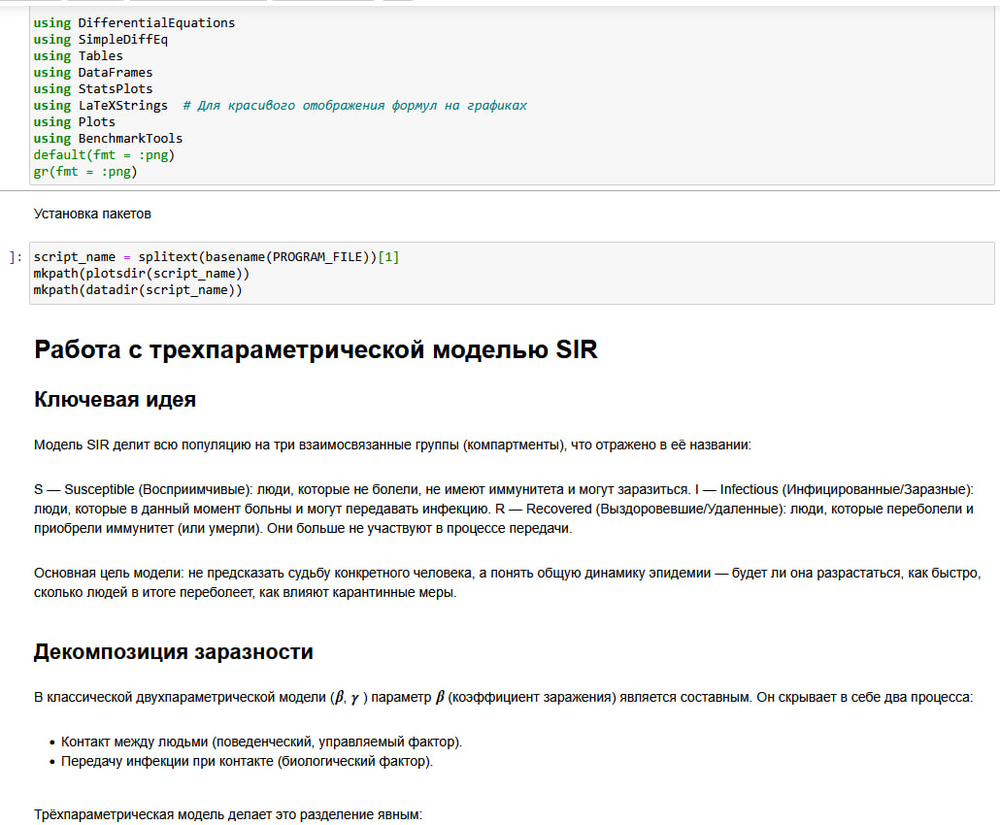 using DifferentialEquations
using SimpleDiffEq
using Tables
using DataFrames
using StatsPlots
using LaTeXStrings  # Для красивого отображения формул на графиках
using Plots
using BenchmarkTools
default(fmt = :png)
gr(fmt = :png)
Установка пакетов
]: script_name = splitext(basename(PROGRAM_FILE))[1]
mkpath(plotsdir(script_name))
mkpath(datadir(script_name))
Работа с трехпараметрической моделью SIR
Ключевая идея
Модель SIR делит всю популяцию на три взаимосвязанные группы (компартменты), что отражено в её названии:
S — Susceptible (Восприимчивые): люди, которые не болели, не имеют иммунитета и могут заразиться. I — Infectious (Инфицированные/Заразные):
люди, которые в данный момент больны и могут передавать инфекцию. R — Recovered (Выздоровевшие/Удаленные): люди, которые переболели и
приобрели иммунитет (или умерли). Они больше не участвуют в процессе передачи.
Основная цель модели: не предсказать судьбу конкретного человека, а понять общую динамику эпидемии — будет ли она разрастаться, как быстро,
сколько людей в итоге переболеет, как влияют карантинные меры.
Декомпозиция заразности
В классической двухпараметрической модели (β, γ ) параметр β (коэффициент заражения) является составным. Он скрывает в себе два процесса:
• Контакт между людьми (поведенческий, управляемый фактор).
• Передачу инфекции при контакте (биологический фактор).
Трёхпараметрическая модель делает это разделение явным: